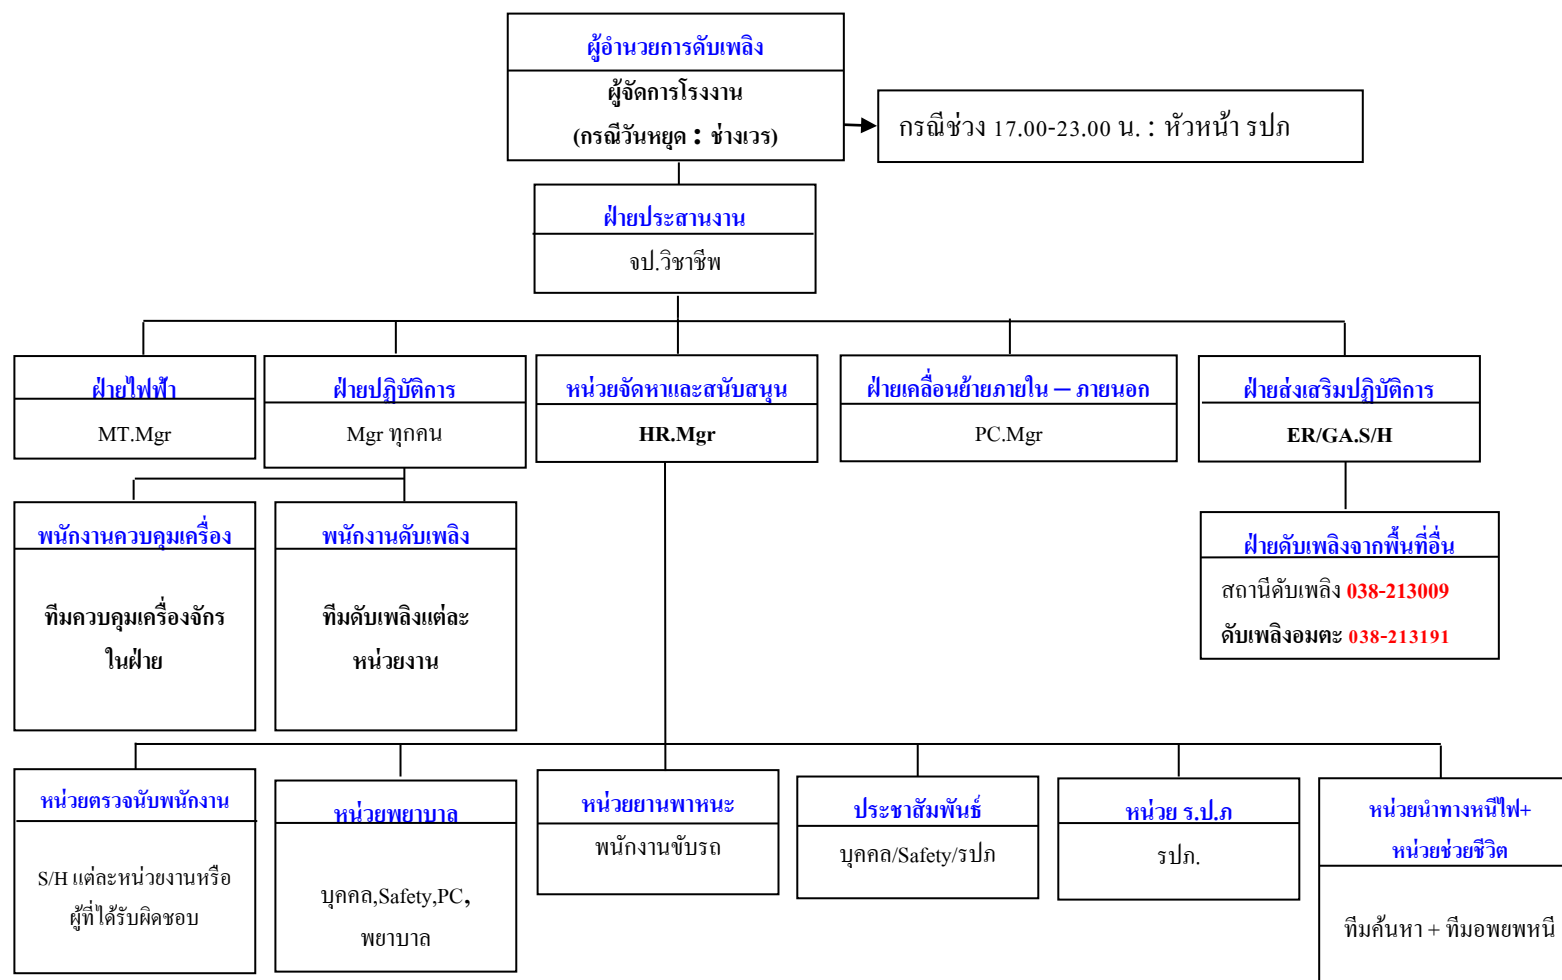 ผู้อำนวยการดับเพลิง
ผู้จัดการโรงงาน
(กรณีวันหยุด : ช่างเวร)
กรณีช่วง 17.00-23.00 น. : หัวหน้า รปภ
ฝ่ายประสานงาน
จป.วิชาชีพ
ฝ่ายไฟฟ้า
MT.Mgr
ฝ่ายปฏิบัติการ
Mgr ทุกคน
หน่วยจัดหาและสนับสนุน
HR.Mgr
ฝ่ายเคลื่อนย้ายภายใน – ภายนอก
PC.Mgr
ฝ่ายส่งเสริมปฏิบัติการ
ER/GA.S/H
พนักงานควบคุมเครื่อง
ทีมควบคุมเครื่องจักร
ในฝ่าย
พนักงานดับเพลิง
ทีมดับเพลิงแต่ละ
หน่วยงาน
ฝ่ายดับเพลิงจากพื้นที่อื่น
สถานีดับเพลิง 038-213009
ดับเพลิงอมตะ 038-213191
หน่วยตรวจนับพนักงาน
S/H แต่ละหน่วยงานหรือ
ผู้ที่ได้รับผิดชอบ
หน่วยพยาบาล
บุคคล,Safety,PC,
พยาบาล
หน่วยยานพาหนะ
พนักงานขับรถ
ประชาสัมพันธ์
บุคคล/Safety/รปภ
หน่วย ร.ป.ภ
รปภ.
หน่วยนำทางหนีไฟ+
หน่วยช่วยชีวิต
ทีมค้นหา + ทีมอพยพหนี